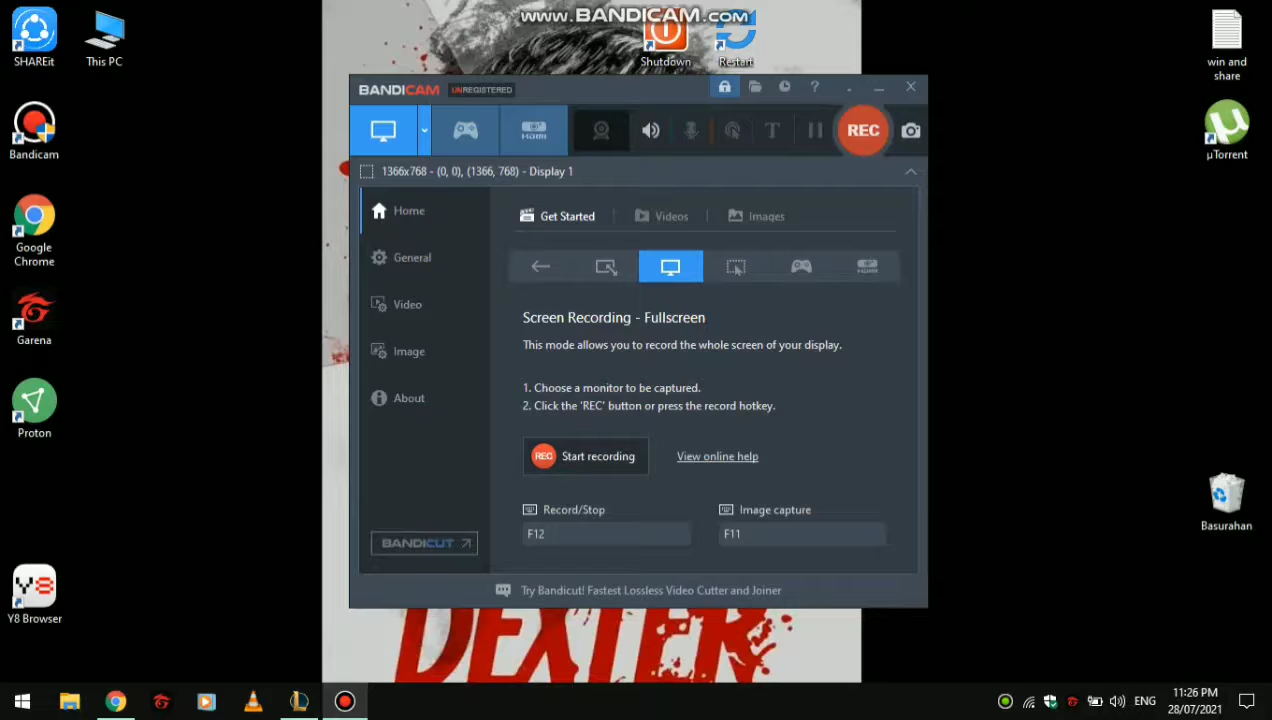 www.BANDICAM.com
SHAREit
This PC
Shutdown
Restart
win and
share
Bandicam
µTorrent
Google
Chrome
Garena
Proton
Y8 Browser
Basurahan
BANDICAM UNREGISTERED
HDMI
REC
1366x768 - (0, 0), (1366, 768) - Display 1
Home
General
Video
Image
About
BANDICUT
Get Started
Videos
Images
Screen Recording - Fullscreen
This mode allows you to record the whole screen of your display.
1. Choose a monitor to be captured.
2. Click the 'REC' button or press the record hotkey.
REC Start recording
View online help
Record/Stop
Image capture
F12
F11
Try Bandicut! Fastest Lossless Video Cutter and Joiner
DEXTER
ENG
11:26 PM
28/07/2021